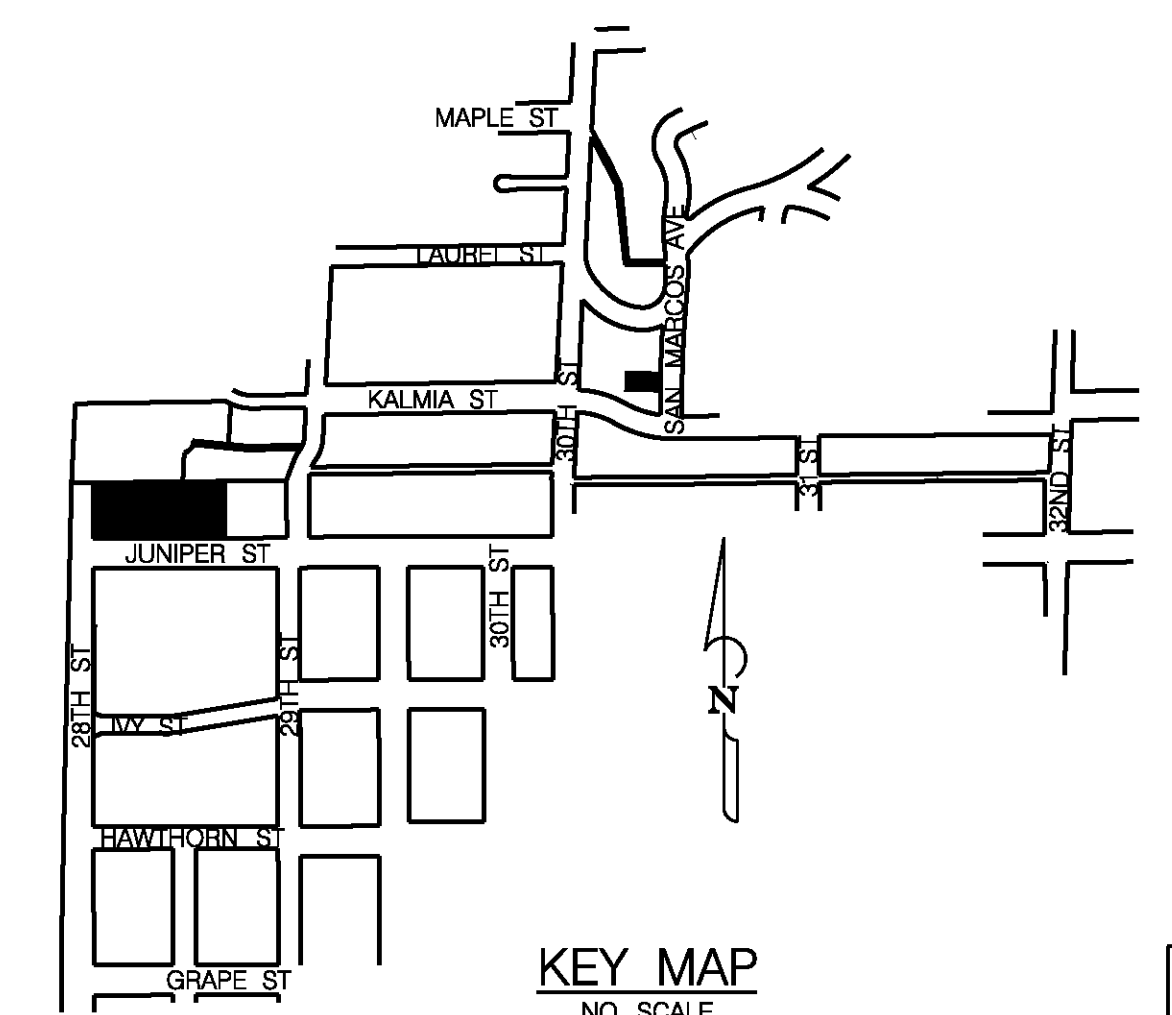 MAPLE ST
LAUREL ST
SAN MARCOS AVE
KALMIA ST
30TH ST
31 ST
32ND ST
JUNIPER ST
30TH ST
28TH ST
29TH ST
IVY ST
N
HAWTHORN ST
GRAPE ST
KEY MAP
NO SCALE